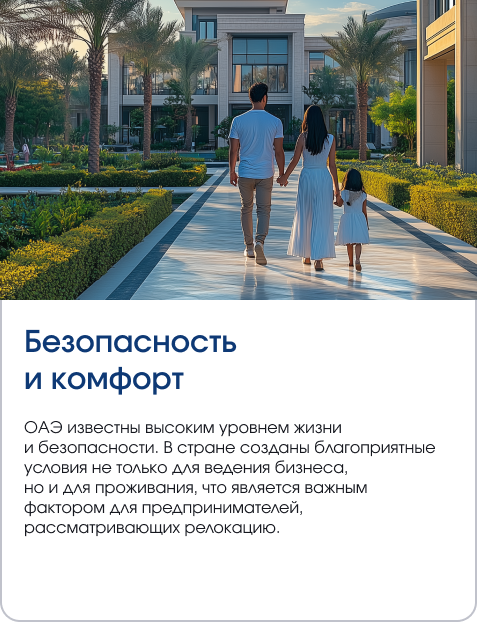 Безопасность
и комфорт
ОАЭ известны высоким уровнем жизни
и безопасности. В стране созданы благоприятные
условия не только для ведения бизнеса,
но и для проживания, что является важным
фактором для предпринимателей,
рассматривающих релокацию.